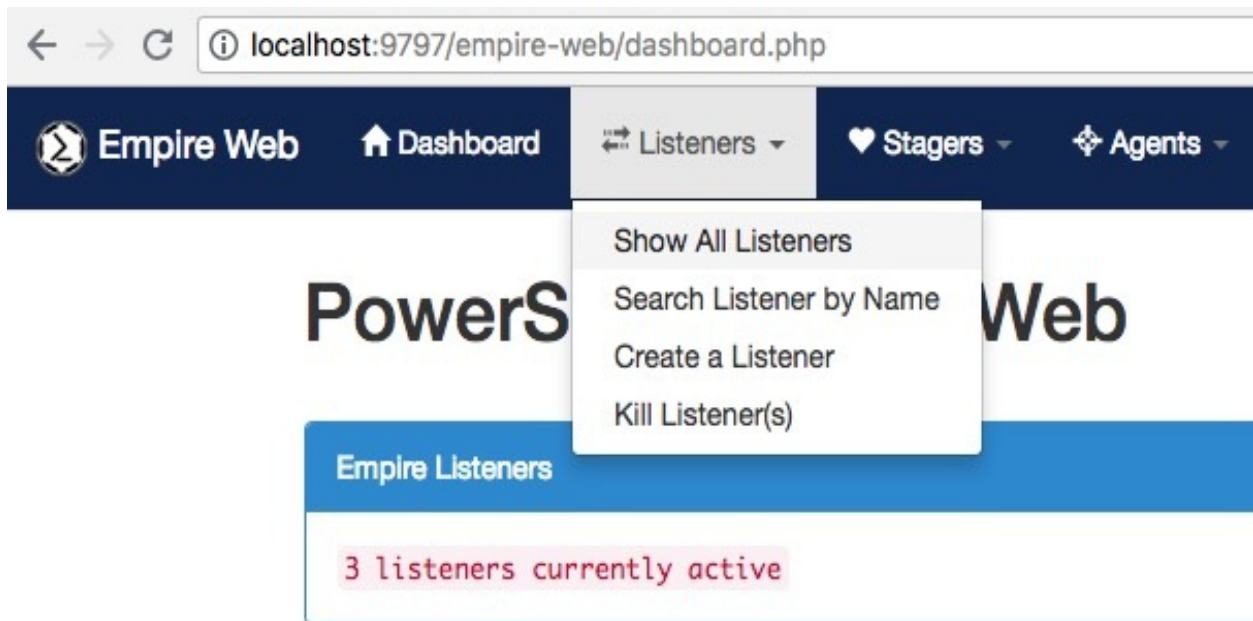 localhost:9797/empire-web/dashboard.php
Empire Web Dashboard Listeners Stagers Agents
Show All Listeners
Search Listener by Name
Create a Listener
Kill Listener(s)
PowerS Web
Empire Listeners
3 listeners currently active